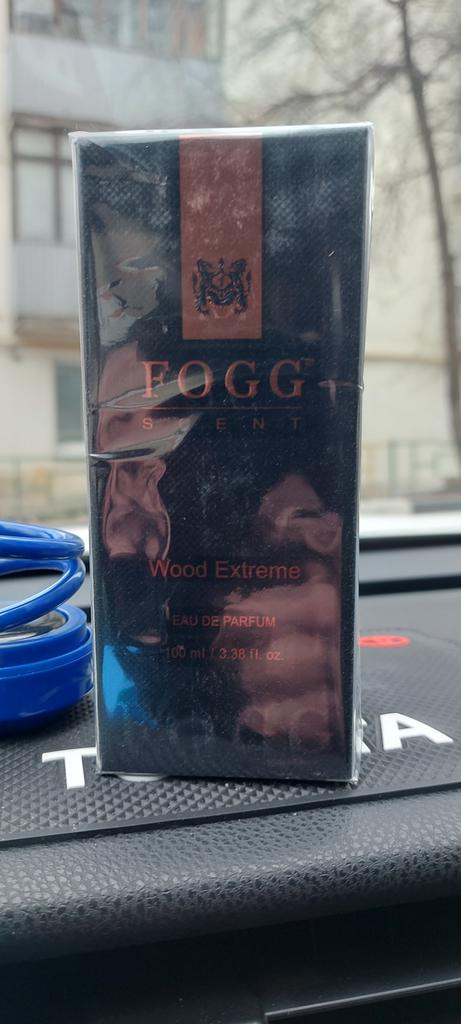 FOGG
SCENT
Wood Extreme
EAU DE PARFUM
100 ml / 3.38 fl. oz.